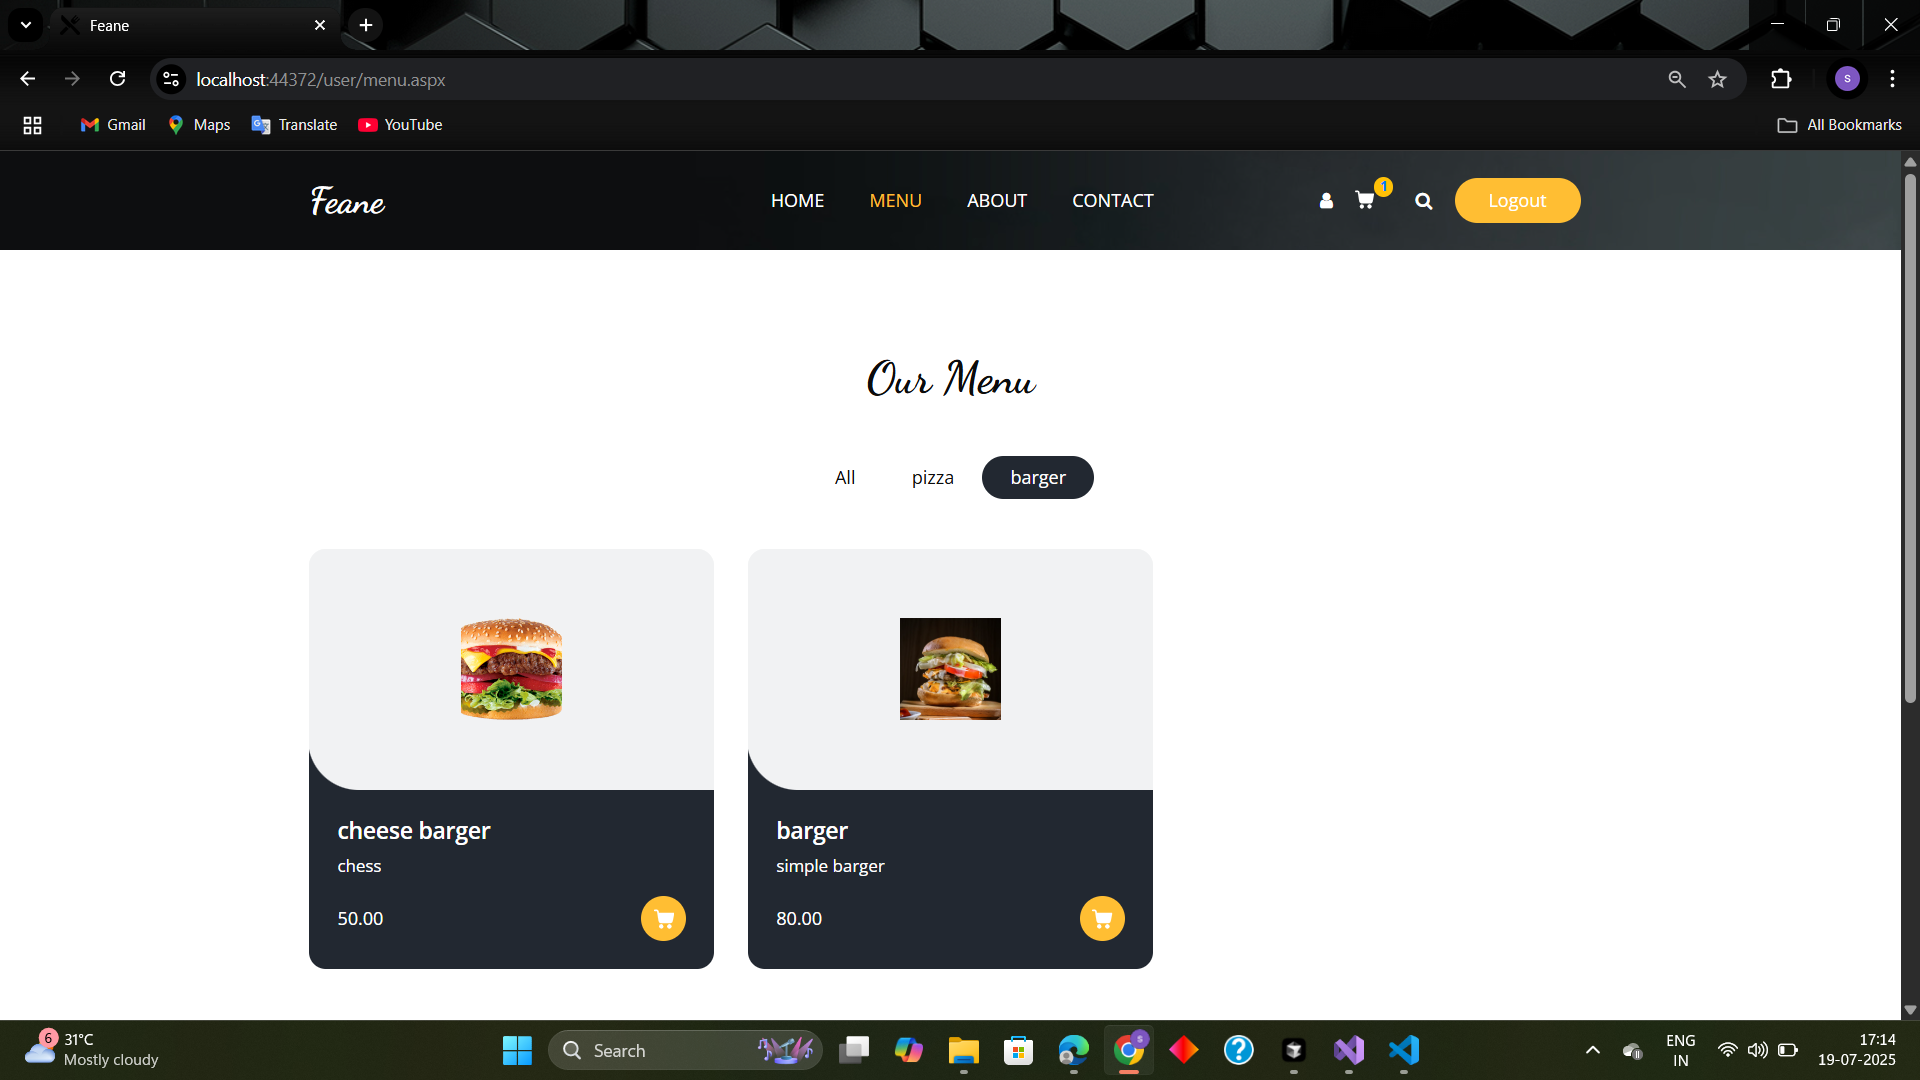 Feane
localhost:44372/user/menu.aspx
S
Gmail
Maps
Translate
YouTube
All Bookmarks
Feane
HOME
MENU
ABOUT
CONTACT
1
Logout
Our Menu
All
pizza
barger
cheese barger
chess
50.00
barger
simple barger
80.00
6
31°C
Mostly cloudy
Search
S
ENG
IN
17:14
19-07-2025